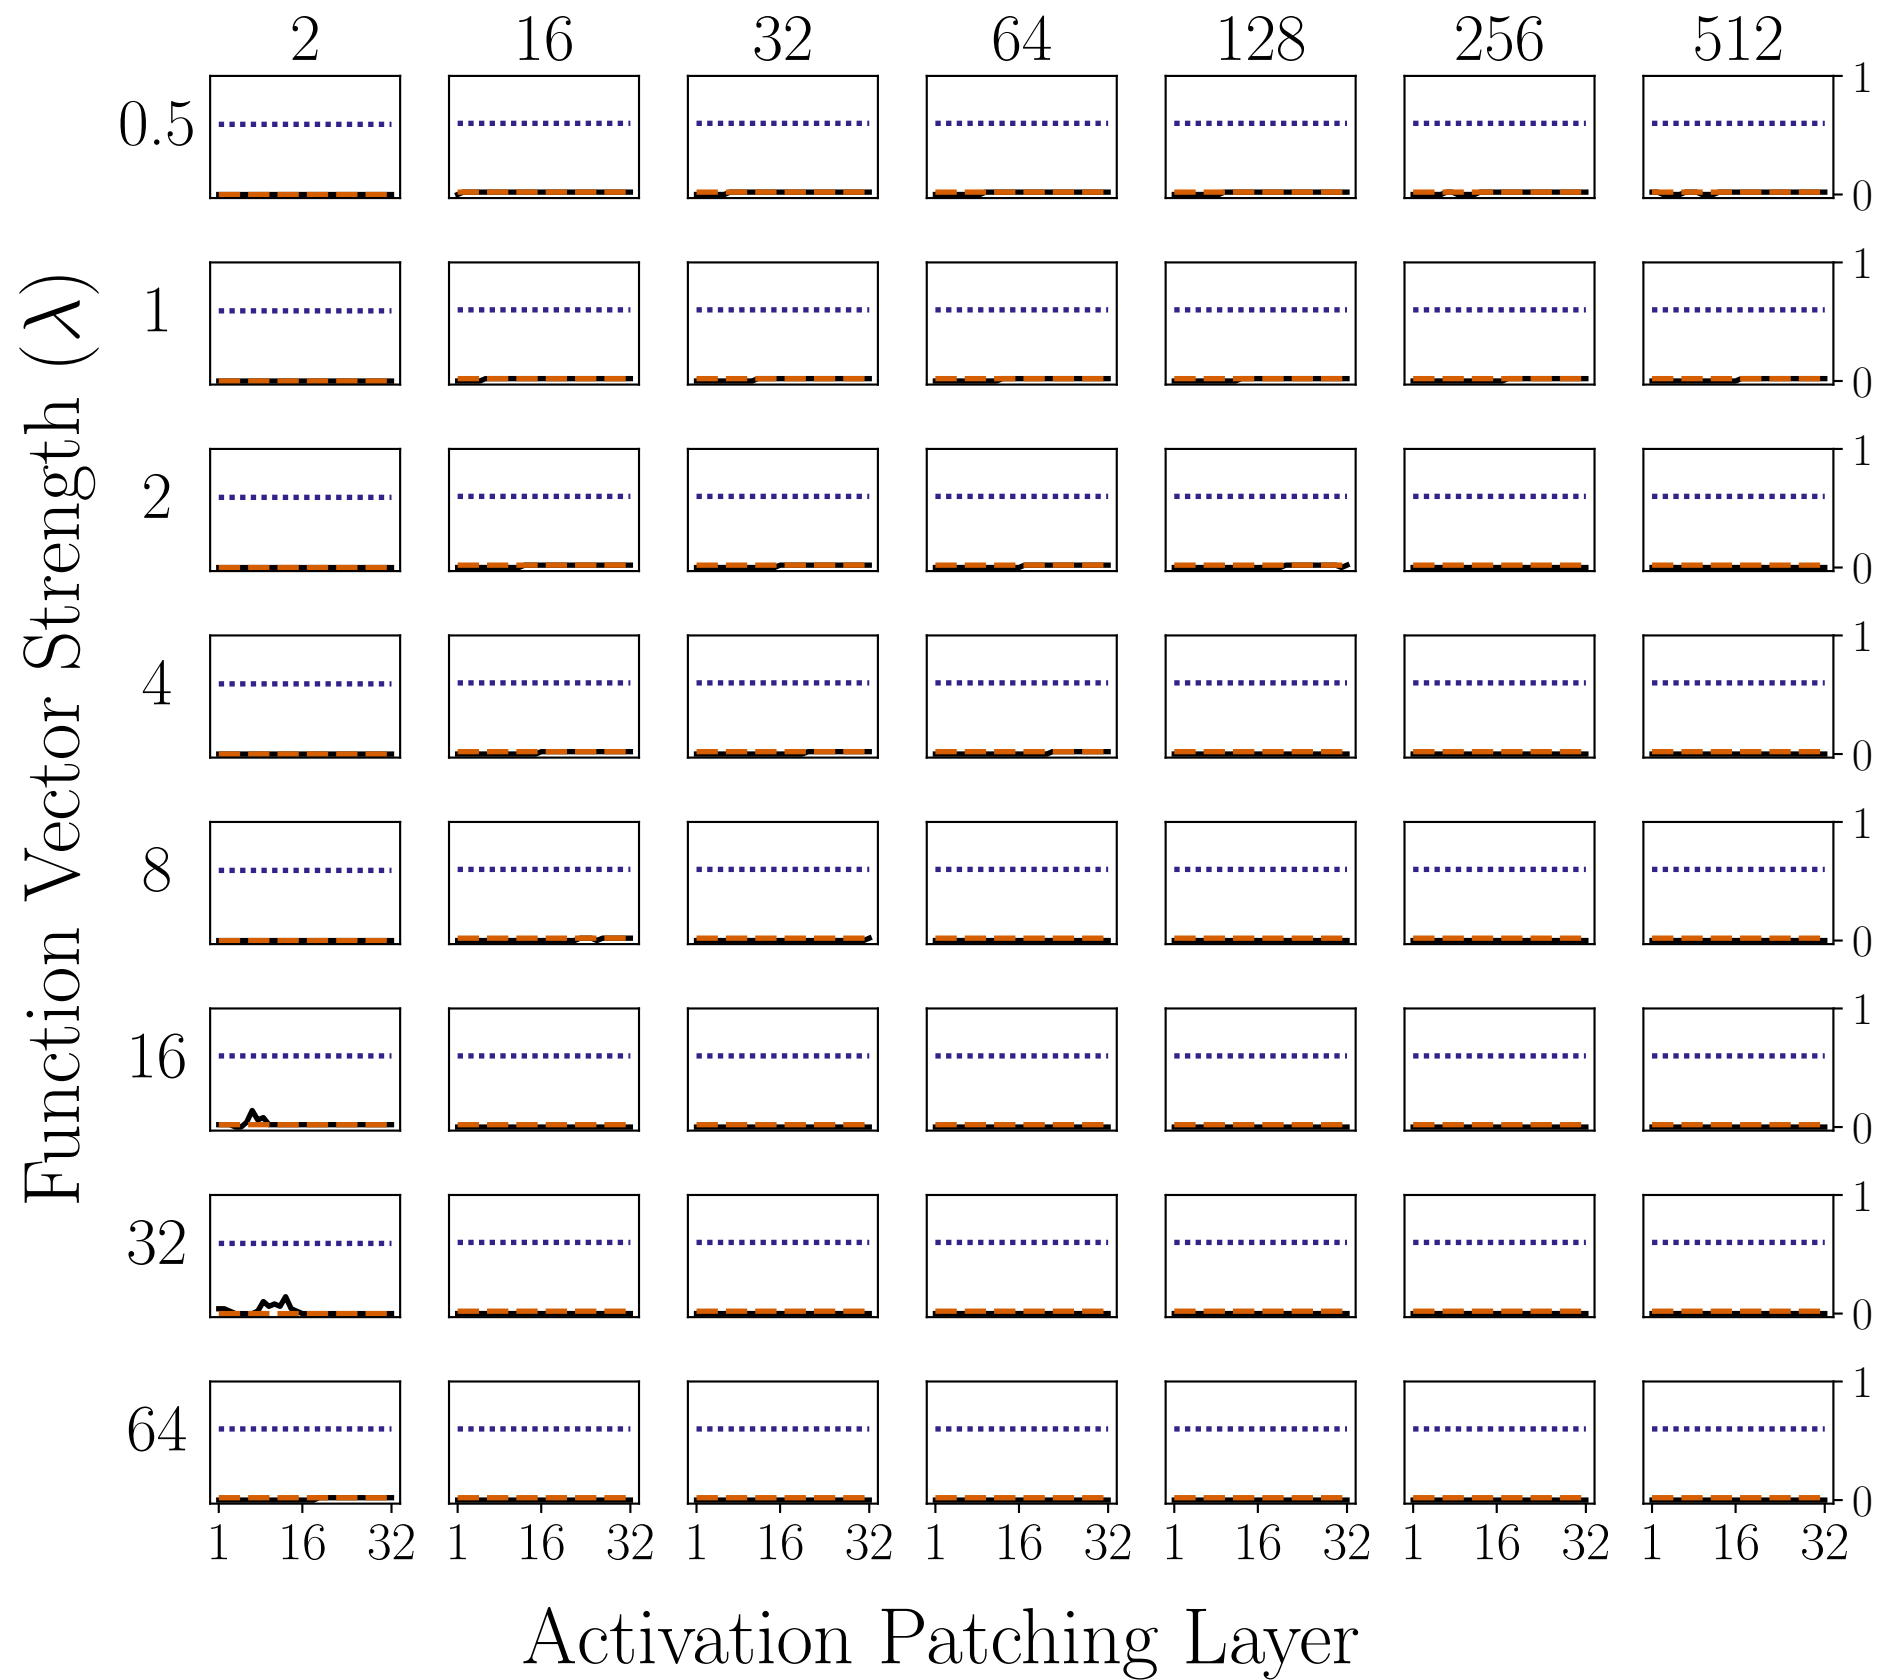 2 16 32 64 128 256 512
Function Vector Strength (λ)
0.5 1 0
1 1 0
2 1 0
4 1 0
8 1 0
16 1 0
32 1 0
64 1 0
1 16 32 1 16 32 1 16 32 1 16 32 1 16 32 1 16 32 1 16 32
Activation Patching Layer